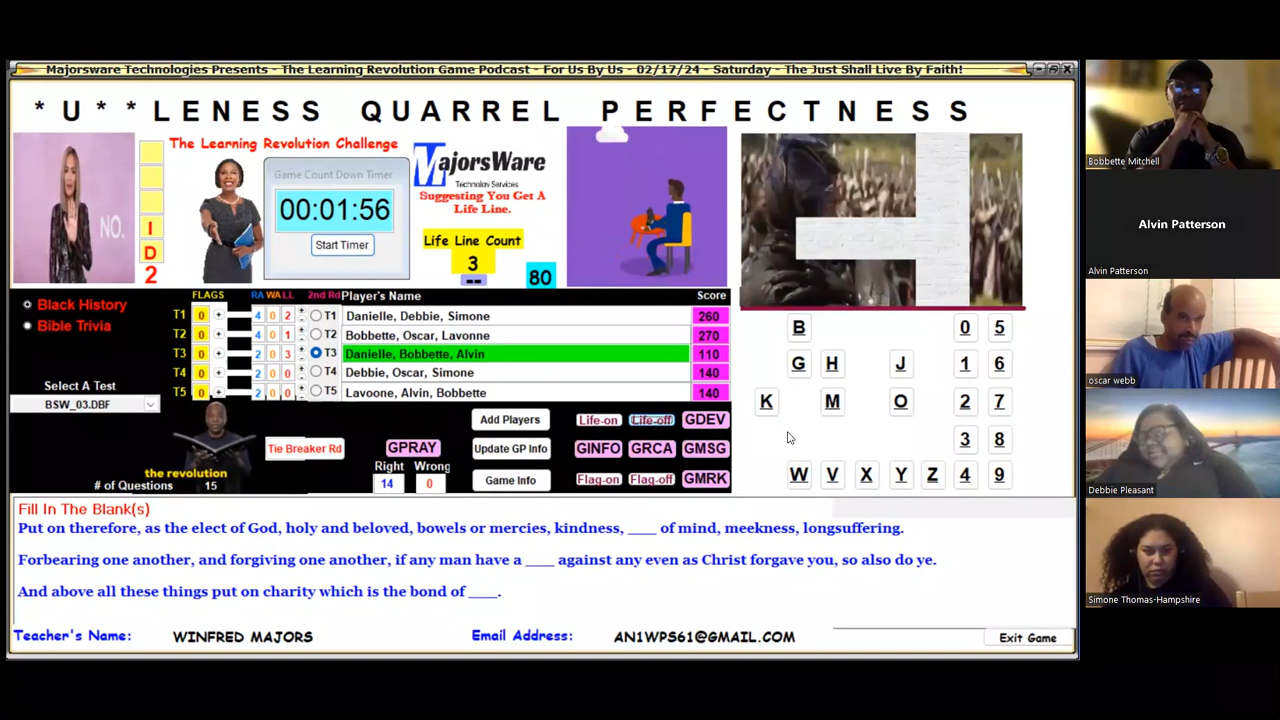 Majorsware Technologies Presents - The Learning Revolution Game Podcast - For Us By Us - 02/17/24 - Saturday - The Just Shall Live By Faith!
*U**LENESS QUARREL PERFECTNESS
NO.
I
D
2
The Learning Revolution Challenge
Game Count Down Timer
00:01:56
Start Timer
MajorsWare
Technology Services
Suggesting You Get A
Life Line.
Life Line Count
3
--
80
Black History
Bible Trivia
Select A Test
BSW_03.DBF
FLAGS RA WA LL 2nd Rd Player's Name Score
T1 0 + 4 0 2 T1 Danielle, Debbie, Simone 260
T2 0 + 4 0 1 T2 Bobbette, Oscar, Lavonne 270
T3 0 + 2 0 3 T3 Danielle, Bobbette, Alvin 110
T4 0 + 2 0 0 T4 Debbie, Oscar, Simone 140
T5 0 + 2 0 0 T5 Lavoone, Alvin, Bobbette 140
the revolution
# of Questions 15
Tie Breaker Rd
GPRAY
Right Wrong
14 0
Add Players Life-on Life-off GDEV
Update GP Info GINFO GRCA GMSG
Game Info Flag-on Flag-off GMRK
B 0 5
G H J 1 6
K M O 2 7
3 8
W V X Y Z 4 9
Fill In The Blank(s)
Put on therefore, as the elect of God, holy and beloved, bowels or mercies, kindness, ___ of mind, meekness, longsuffering.
Forbearing one another, and forgiving one another, if any man have a ___ against any even as Christ forgave you, so also do ye.
And above all these things put on charity which is the bond of ___.
Teacher's Name: WINFRED MAJORS Email Address: AN1WPS61@GMAIL.COM Exit Game
Bobbette Mitchell
Alvin Patterson
Alvin Patterson
oscar webb
Debbie Pleasant
Simone Thomas-Hampshire